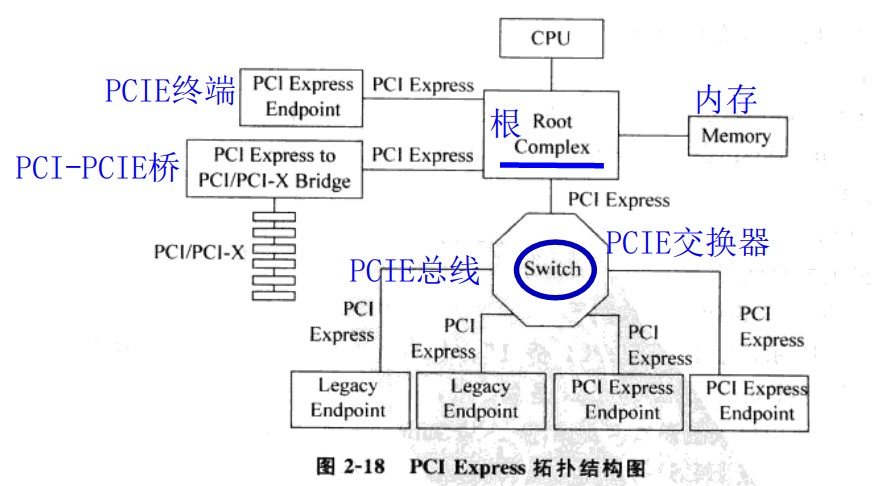 CPU
PCIE终端
PCI Express
Endpoint
PCI Express
根
Root
Complex
内存
Memory
PCI-PCIE桥
PCI Express to
PCI/PCI-X Bridge
PCI Express
PCI Express
PCI/PCI-X
PCIE总线
Switch
PCIE交换器
PCI
Express
PCI
Express
PCI
Express
PCI
Express
Legacy
Endpoint
Legacy
Endpoint
PCI Express
Endpoint
PCI Express
Endpoint
图 2-18 PCI Express 拓扑结构图